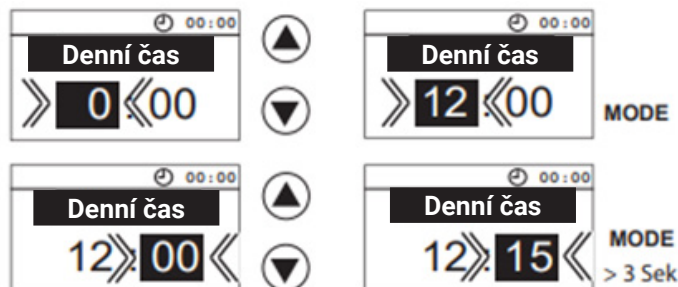 00:00
Denní čas
0 : 00
00:00
Denní čas
12 : 00
MODE
00:00
Denní čas
12 : 00
00:00
Denní čas
12 : 15
MODE
> 3 Sek